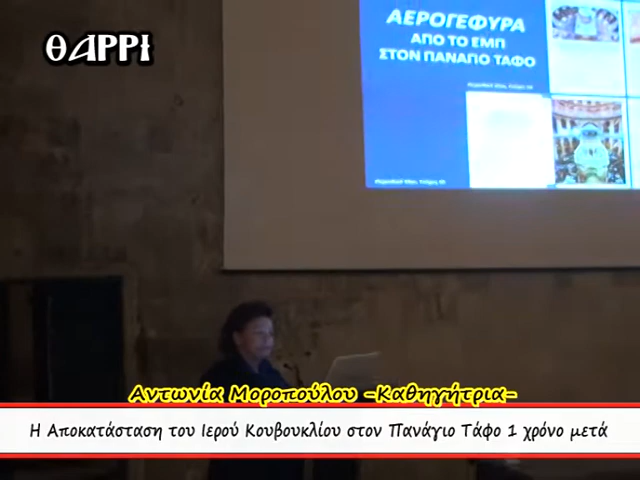 ΘΑΡΡΙ
ΑΕΡΟΓΕΦΥΡΑ
ΑΠΟ ΤΟ ΕΜΠ
ΣΤΟΝ ΠΑΝΑΓΙΟ ΤΑΦΟ
Αντωνία Μοροπούλου -Καθηγήτρια-
Η Αποκατάσταση του Ιερού Κουβουκλίου στον Πανάγιο Τάφο 1 χρόνο μετά